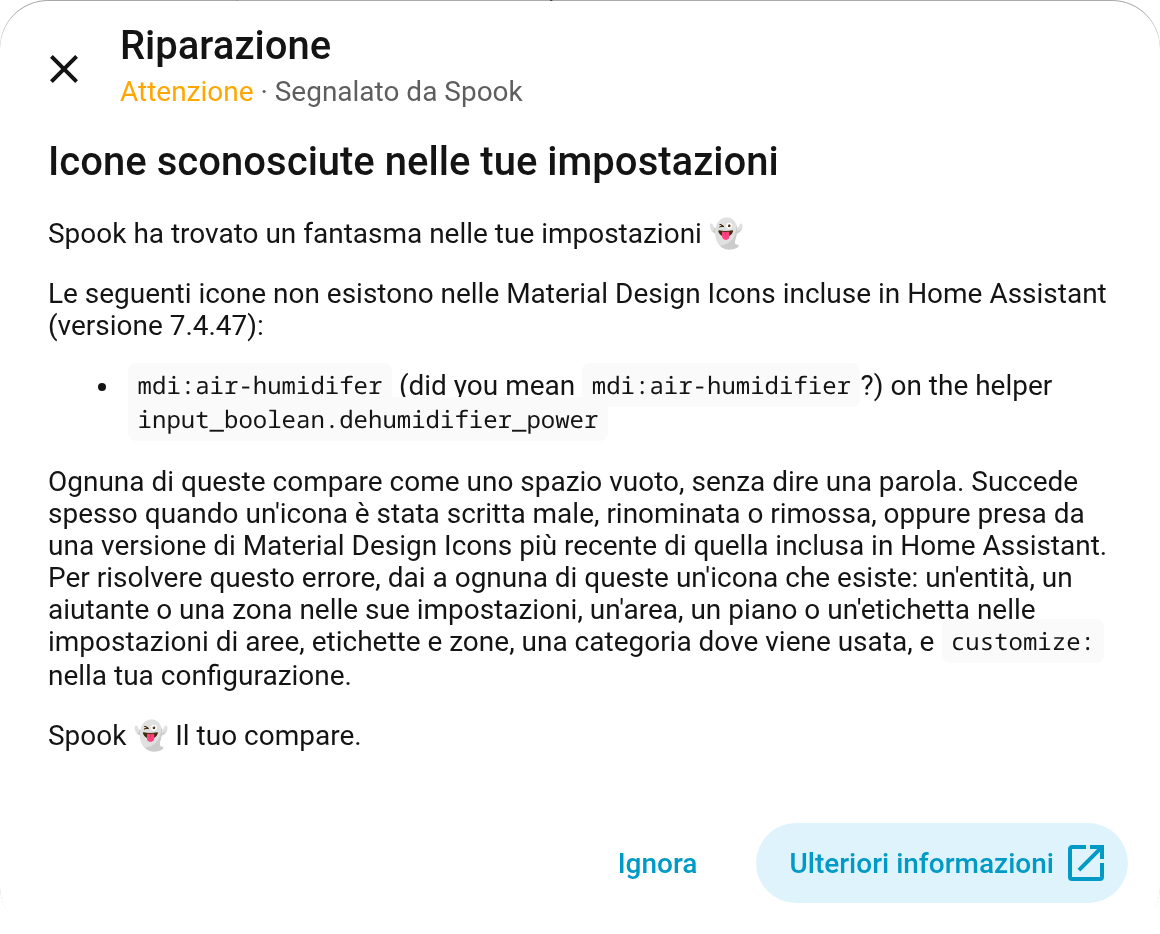 Riparazione
Attenzione · Segnalato da Spook
Icone sconosciute nelle tue impostazioni
Spook ha trovato un fantasma nelle tue impostazioni 👻
Le seguenti icone non esistono nelle Material Design Icons incluse in Home Assistant
(versione 7.4.47):
• mdi:air-humidifer (did you mean mdi:air-humidifier ?) on the helper
input_boolean.dehumidifier_power
Ognuna di queste compare come uno spazio vuoto, senza dire una parola. Succede
spesso quando un'icona è stata scritta male, rinominata o rimossa, oppure presa da
una versione di Material Design Icons più recente di quella inclusa in Home Assistant.
Per risolvere questo errore, dai a ognuna di queste un'icona che esiste: un'entità, un
aiutante o una zona nelle sue impostazioni, un'area, un piano o un'etichetta nelle
impostazioni di aree, etichette e zone, una categoria dove viene usata, e customize:
nella tua configurazione.
Spook 👻 Il tuo compare.
Ignora
Ulteriori informazioni